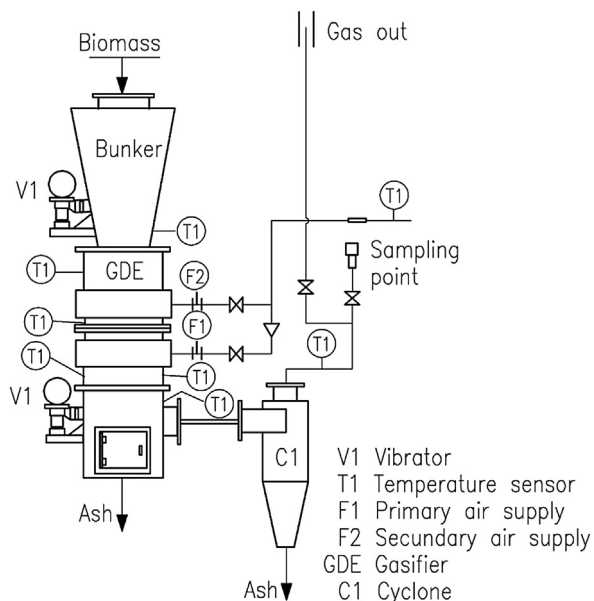 Biomass
Gas out
Bunker
V1
T1
T1
T1
GDE
F2
Sampling
point
T1
F1
T1
T1
T1
V1
T1
C1
Ash
Ash
V1 Vibrator
T1 Temperature sensor
F1 Primary air supply
F2 Secundary air supply
GDE Gasifier
C1 Cyclone